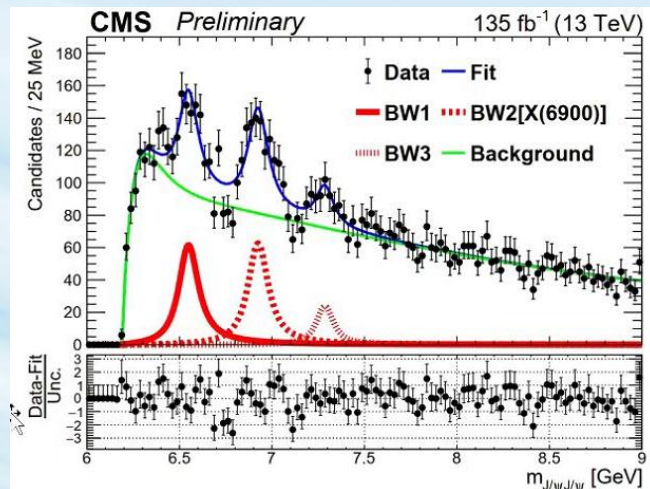 CMS Preliminary 135 fb⁻¹ (13 TeV)
Candidates / 25 MeV
180
160
140
120
100
80
60
40
20
0
Data Fit
BW1 BW2[X(6900)]
BW3 Background
Data-Fit
Unc.
3
2
1
0
-1
-2
-3
6 6.5 7 7.5 8 8.5 9
m_J/ψJ/ψ [GeV]